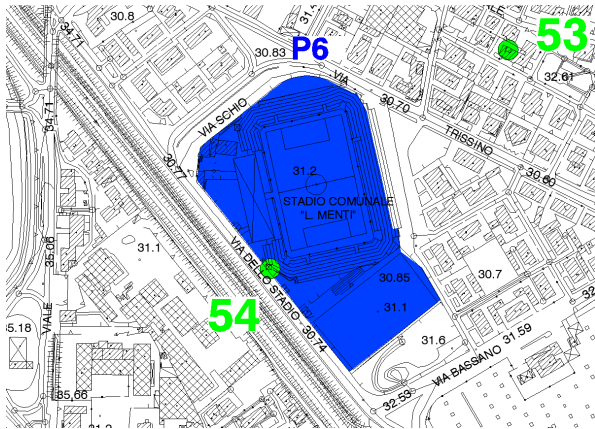 30.8
34.71
30.83
P6
53
VIA
32.61
34.71
VIA SCHIO
30.70
TRISSINO
30.77
31.2
30.60
STADIO COMUNALE
"L. MENTI"
31.1
35.06
VIA DELLO STADIO
30.85
30.7
VIALE
54
31.1
35.18
30.74
31.6
31.59
VIA BASSANO
35.66
32.53